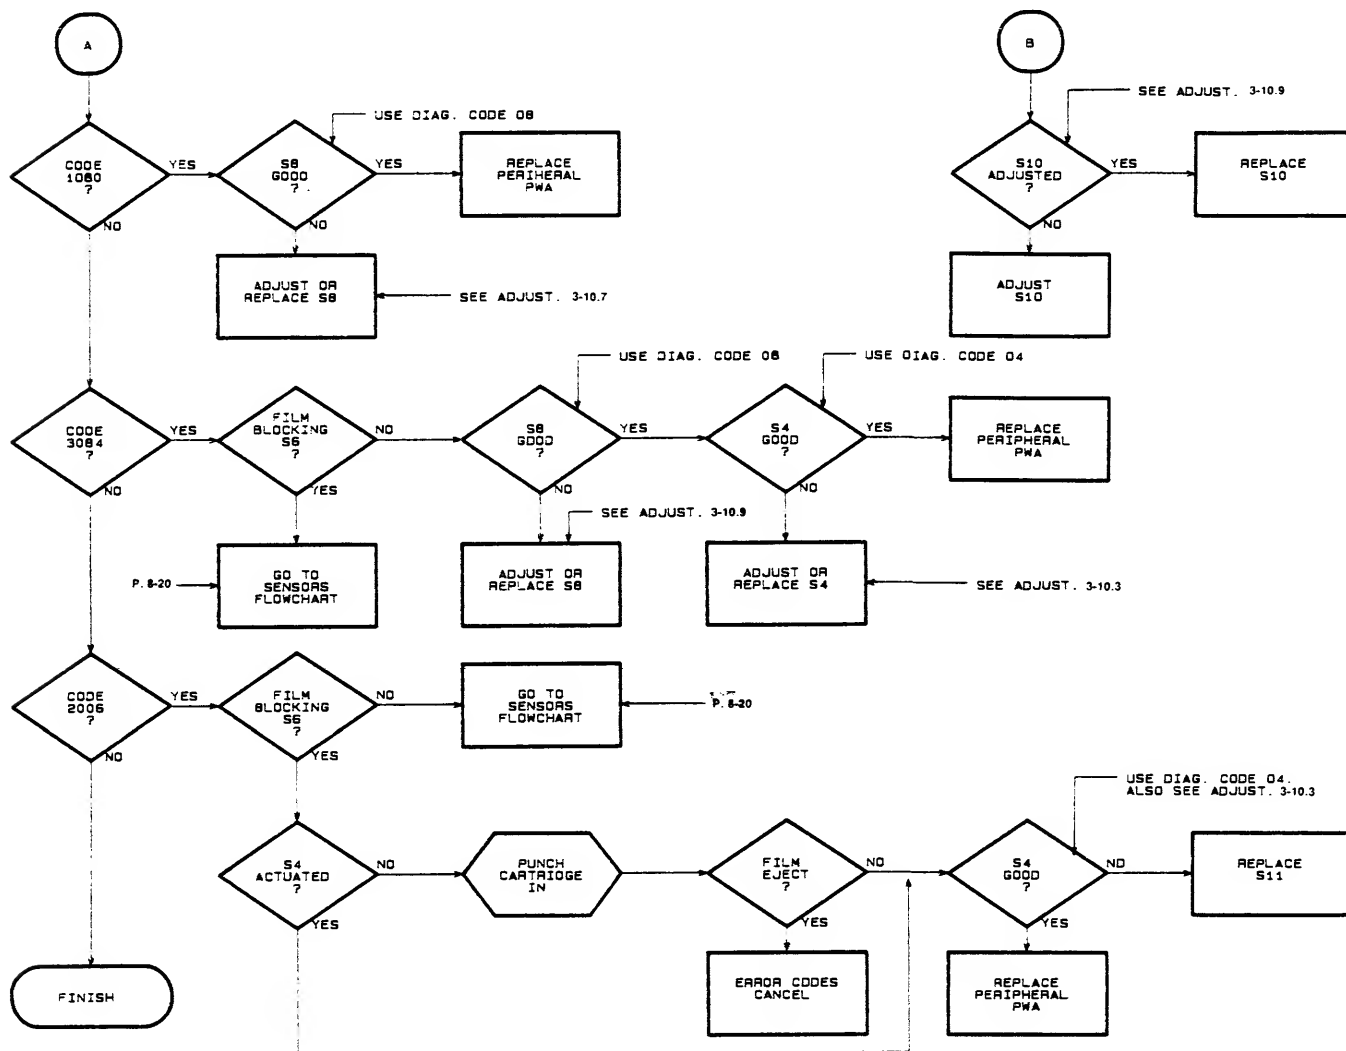 A
B
USE DIAG. CODE 08
SEE ADJUST. 3-10.9
CODE
1080
?
YES
S8
GOOD
?
YES
REPLACE
PERIHERAL
PWA
S10
ADJUSTED
?
YES
REPLACE
S10
NO
NO
NO
ADJUST OR
REPLACE S8
SEE ADJUST. 3-10.7
ADJUST
S10
USE DIAG. CODE 08
USE DIAG. CODE 04
CODE
3084
?
YES
FILM
BLOCKING
S6
?
NO
S8
GOOD
?
YES
S4
GOOD
?
YES
REPLACE
PERIPHERAL
PWA
NO
YES
NO
NO
SEE ADJUST. 3-10.9
P. 8-20
GO TO
SENSORS
FLOWCHART
ADJUST OR
REPLACE S8
ADJUST OR
REPLACE S4
SEE ADJUST. 3-10.3
CODE
2006
?
YES
FILM
BLOCKING
S6
?
NO
GO TO
SENSORS
FLOWCHART
P. 8-20
NO
YES
USE DIAG. CODE 04.
ALSO SEE ADJUST. 3-10.3
S4
ACTUATED
?
NO
PUNCH
CARTRIDGE
IN
FILM
EJECT
?
NO
S4
GOOD
?
NO
REPLACE
S11
YES
YES
YES
FINISH
ERROR CODES
CANCEL
REPLACE
PERIPHERAL
PWA